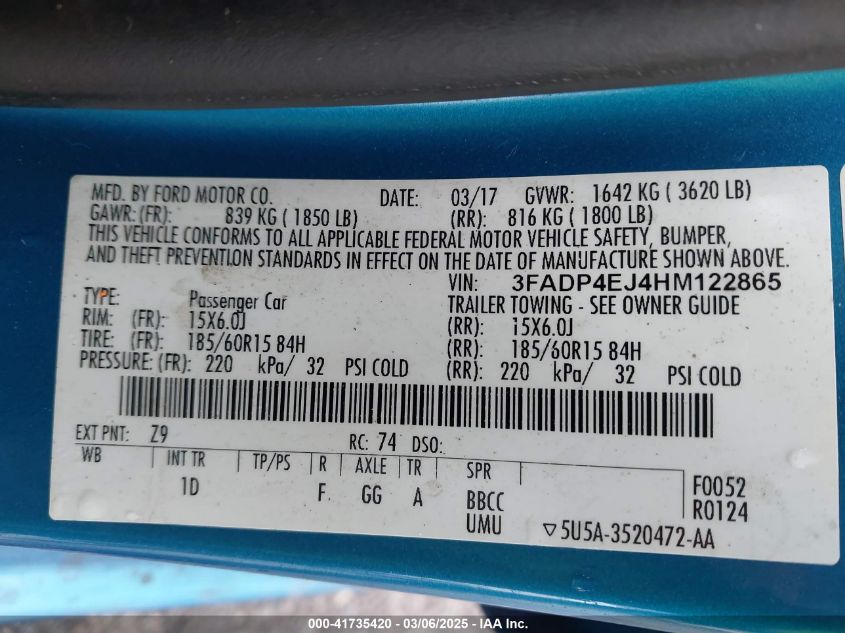 MFD. BY FORD MOTOR CO. DATE: 03/17 GVWR: 1642 KG ( 3620 LB)
GAWR: (FR): 839 KG ( 1850 LB) (RR): 816 KG ( 1800 LB)
THIS VEHICLE CONFORMS TO ALL APPLICABLE FEDERAL MOTOR VEHICLE SAFETY, BUMPER,
AND THEFT PREVENTION STANDARDS IN EFFECT ON THE DATE OF MANUFACTURE SHOWN ABOVE.
VIN: 3FADP4EJ4HM122865
TYPE: Passenger Car TRAILER TOWING - SEE OWNER GUIDE
RIM: (FR): 15X6.0J (RR): 15X6.0J
TIRE: (FR): 185/60R15 84H (RR): 185/60R15 84H
PRESSURE: (FR): 220 kPa/ 32 PSI COLD (RR): 220 kPa/ 32 PSI COLD
EXT PNT: Z9 RC: 74 DSO:
WB INT TR TP/PS R AXLE TR SPR F0052
1D F GG A BBCC R0124
UMU ▽5U5A-3520472-AA
000-41735420 - 03/06/2025 - IAA Inc.